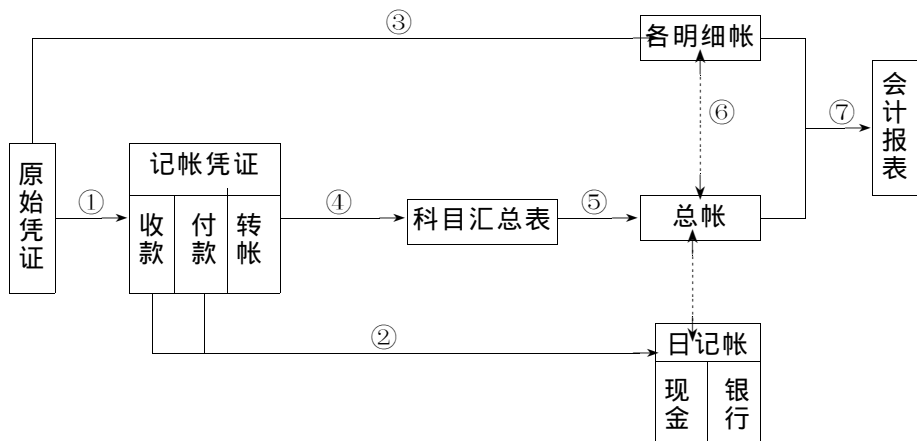 ③
各明细帐
⑥
⑦
会计报表
原始凭证
①
记帐凭证
收款
付款
转帐
④
科目汇总表
⑤
总帐
②
日记帐
现金
银行